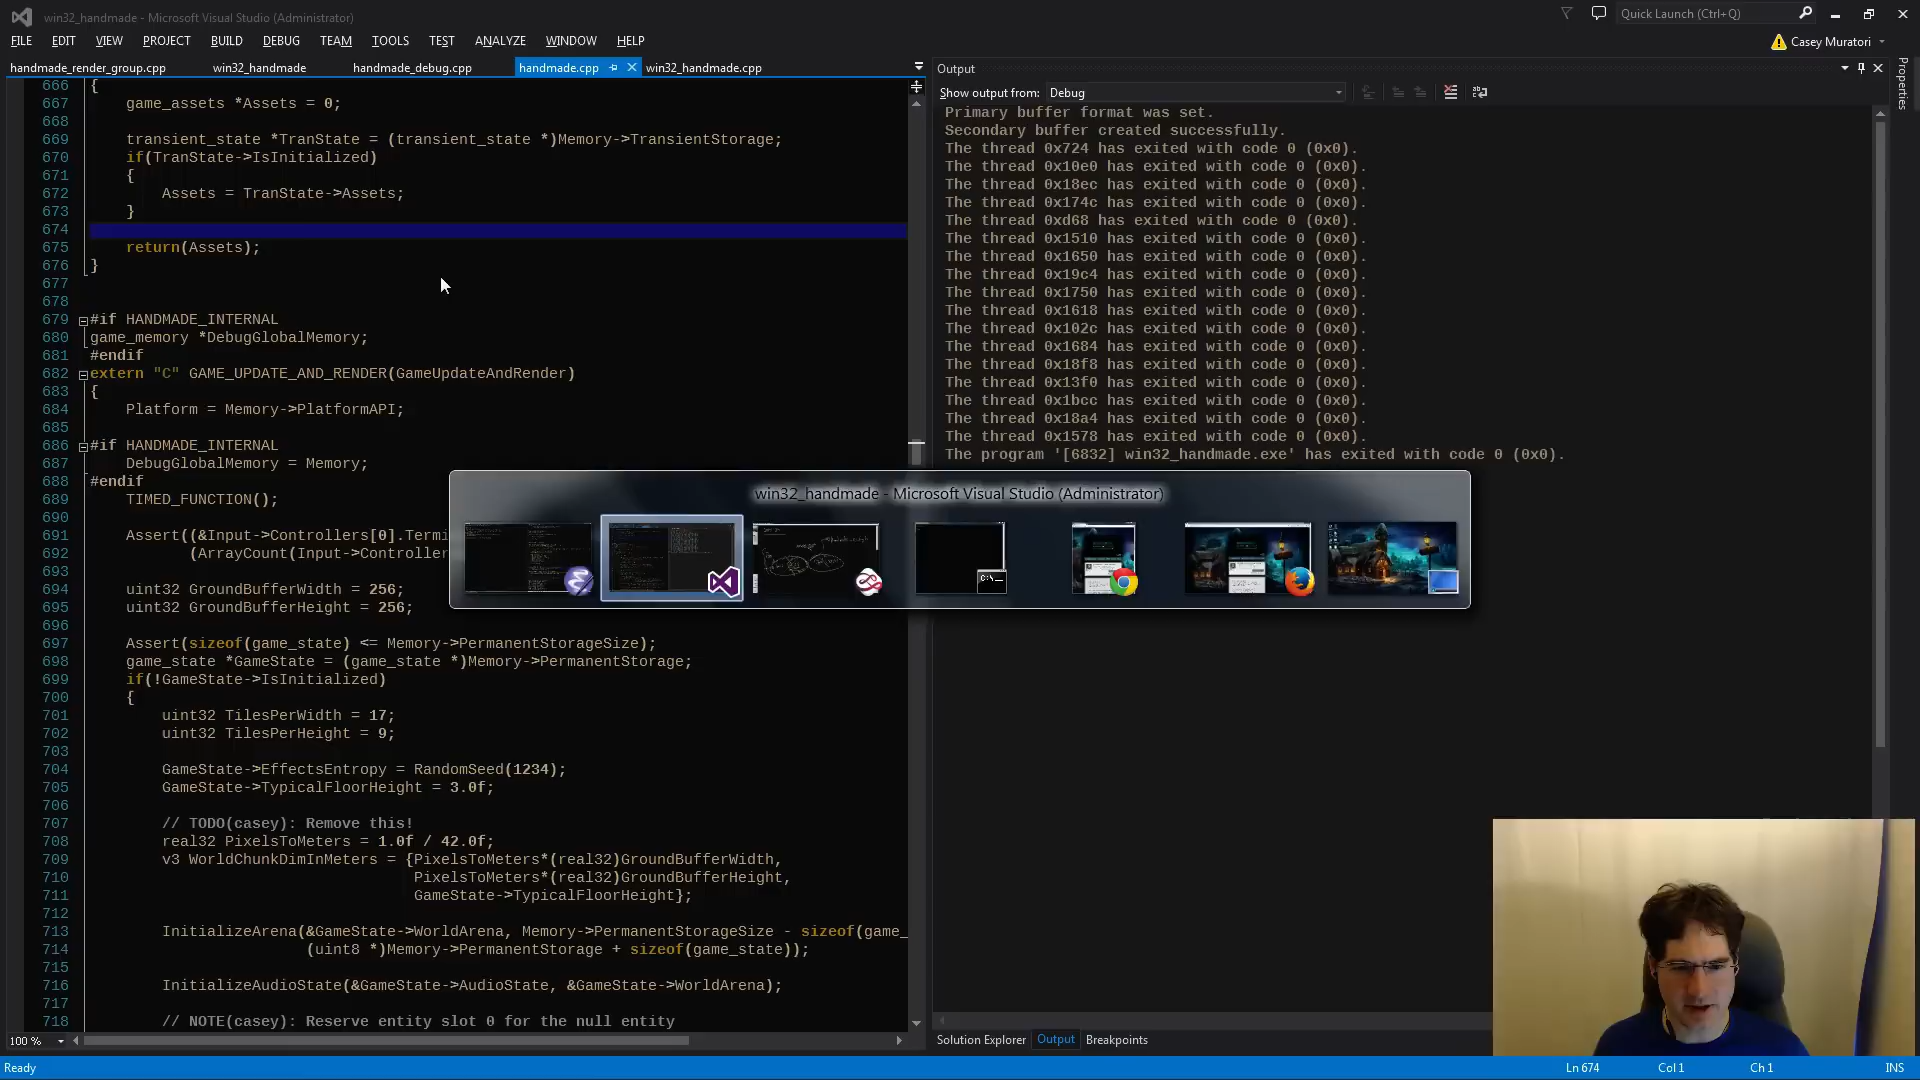 win32_handmade - Microsoft Visual Studio (Administrator)
Quick Launch (Ctrl+Q)
FILE EDIT VIEW PROJECT BUILD DEBUG TEAM TOOLS TEST ANALYZE WINDOW HELP
Casey Muratori
handmade_render_group.cpp win32_handmade handmade_debug.cpp handmade.cpp win32_handmade.cpp
666 {
667 game_assets *Assets = 0;
668
669 transient_state *TranState = (transient_state *)Memory->TransientStorage;
670 if(TranState->IsInitialized)
671 {
672 Assets = TranState->Assets;
673 }
674
675 return(Assets);
676 }
677
678
679 #if HANDMADE_INTERNAL
680 game_memory *DebugGlobalMemory;
681 #endif
682 extern "C" GAME_UPDATE_AND_RENDER(GameUpdateAndRender)
683 {
684 Platform = Memory->PlatformAPI;
685
686 #if HANDMADE_INTERNAL
687 DebugGlobalMemory = Memory;
688 #endif
689 TIMED_FUNCTION();
690
691 Assert((&Input->Controllers[0].Termi
692 (ArrayCount(Input->Controller
693
694 uint32 GroundBufferWidth = 256;
695 uint32 GroundBufferHeight = 256;
696
697 Assert(sizeof(game_state) <= Memory->PermanentStorageSize);
698 game_state *GameState = (game_state *)Memory->PermanentStorage;
699 if(!GameState->IsInitialized)
700 {
701 uint32 TilesPerWidth = 17;
702 uint32 TilesPerHeight = 9;
703
704 GameState->EffectsEntropy = RandomSeed(1234);
705 GameState->TypicalFloorHeight = 3.0f;
706
707 // TODO(casey): Remove this!
708 real32 PixelsToMeters = 1.0f / 42.0f;
709 v3 WorldChunkDimInMeters = {PixelsToMeters*(real32)GroundBufferWidth,
710 PixelsToMeters*(real32)GroundBufferHeight,
711 GameState->TypicalFloorHeight};
712
713 InitializeArena(&GameState->WorldArena, Memory->PermanentStorageSize - sizeof(game_
714 (uint8 *)Memory->PermanentStorage + sizeof(game_state));
715
716 InitializeAudioState(&GameState->AudioState, &GameState->WorldArena);
717
718 // NOTE(casey): Reserve entity slot 0 for the null entity
100 %
Output
Show output from: Debug
Primary buffer format was set.
Secondary buffer created successfully.
The thread 0x724 has exited with code 0 (0x0).
The thread 0x10e0 has exited with code 0 (0x0).
The thread 0x18ec has exited with code 0 (0x0).
The thread 0x174c has exited with code 0 (0x0).
The thread 0xd68 has exited with code 0 (0x0).
The thread 0x1510 has exited with code 0 (0x0).
The thread 0x1650 has exited with code 0 (0x0).
The thread 0x19c4 has exited with code 0 (0x0).
The thread 0x1750 has exited with code 0 (0x0).
The thread 0x1618 has exited with code 0 (0x0).
The thread 0x102c has exited with code 0 (0x0).
The thread 0x1684 has exited with code 0 (0x0).
The thread 0x18f8 has exited with code 0 (0x0).
The thread 0x13f0 has exited with code 0 (0x0).
The thread 0x1bcc has exited with code 0 (0x0).
The thread 0x18a4 has exited with code 0 (0x0).
The thread 0x1578 has exited with code 0 (0x0).
The program '[6832] win32_handmade.exe' has exited with code 0 (0x0).
Properties
win32_handmade - Microsoft Visual Studio (Administrator)
C:\
Solution Explorer Output Breakpoints
Ready
Ln 674 Col 1 Ch 1 INS